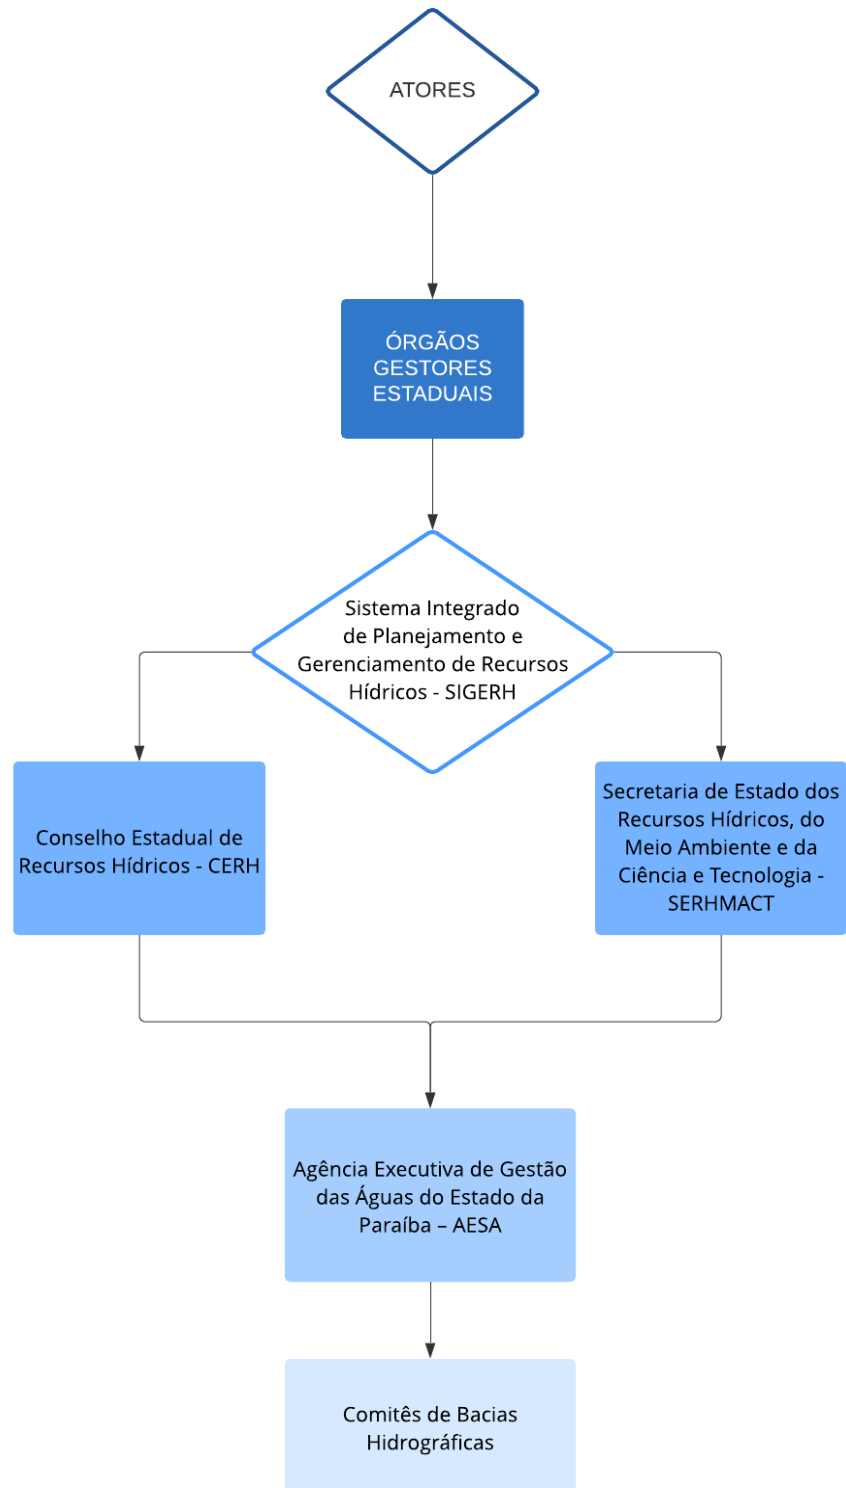 ATORES
ÓRGÃOS
GESTORES
ESTADUAIS
Sistema Integrado
de Planejamento e
Gerenciamento de Recursos
Hídricos - SIGERH
Conselho Estadual de
Recursos Hídricos - CERH
Secretaria de Estado dos
Recursos Hídricos, do
Meio Ambiente e da
Ciência e Tecnologia -
SERHMACT
Agência Executiva de Gestão
das Águas do Estado da
Paraíba – AESA
Comitês de Bacias
Hidrográficas